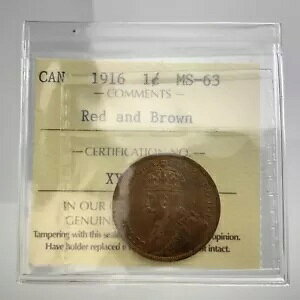 CAN 1916 1¢ MS-63
COMMENTS
Red and Brown
CERTIFICATION NO.
XV
IN OUR
GENUIN
Tampering with this seale opinion.
Have holder replaced intact.